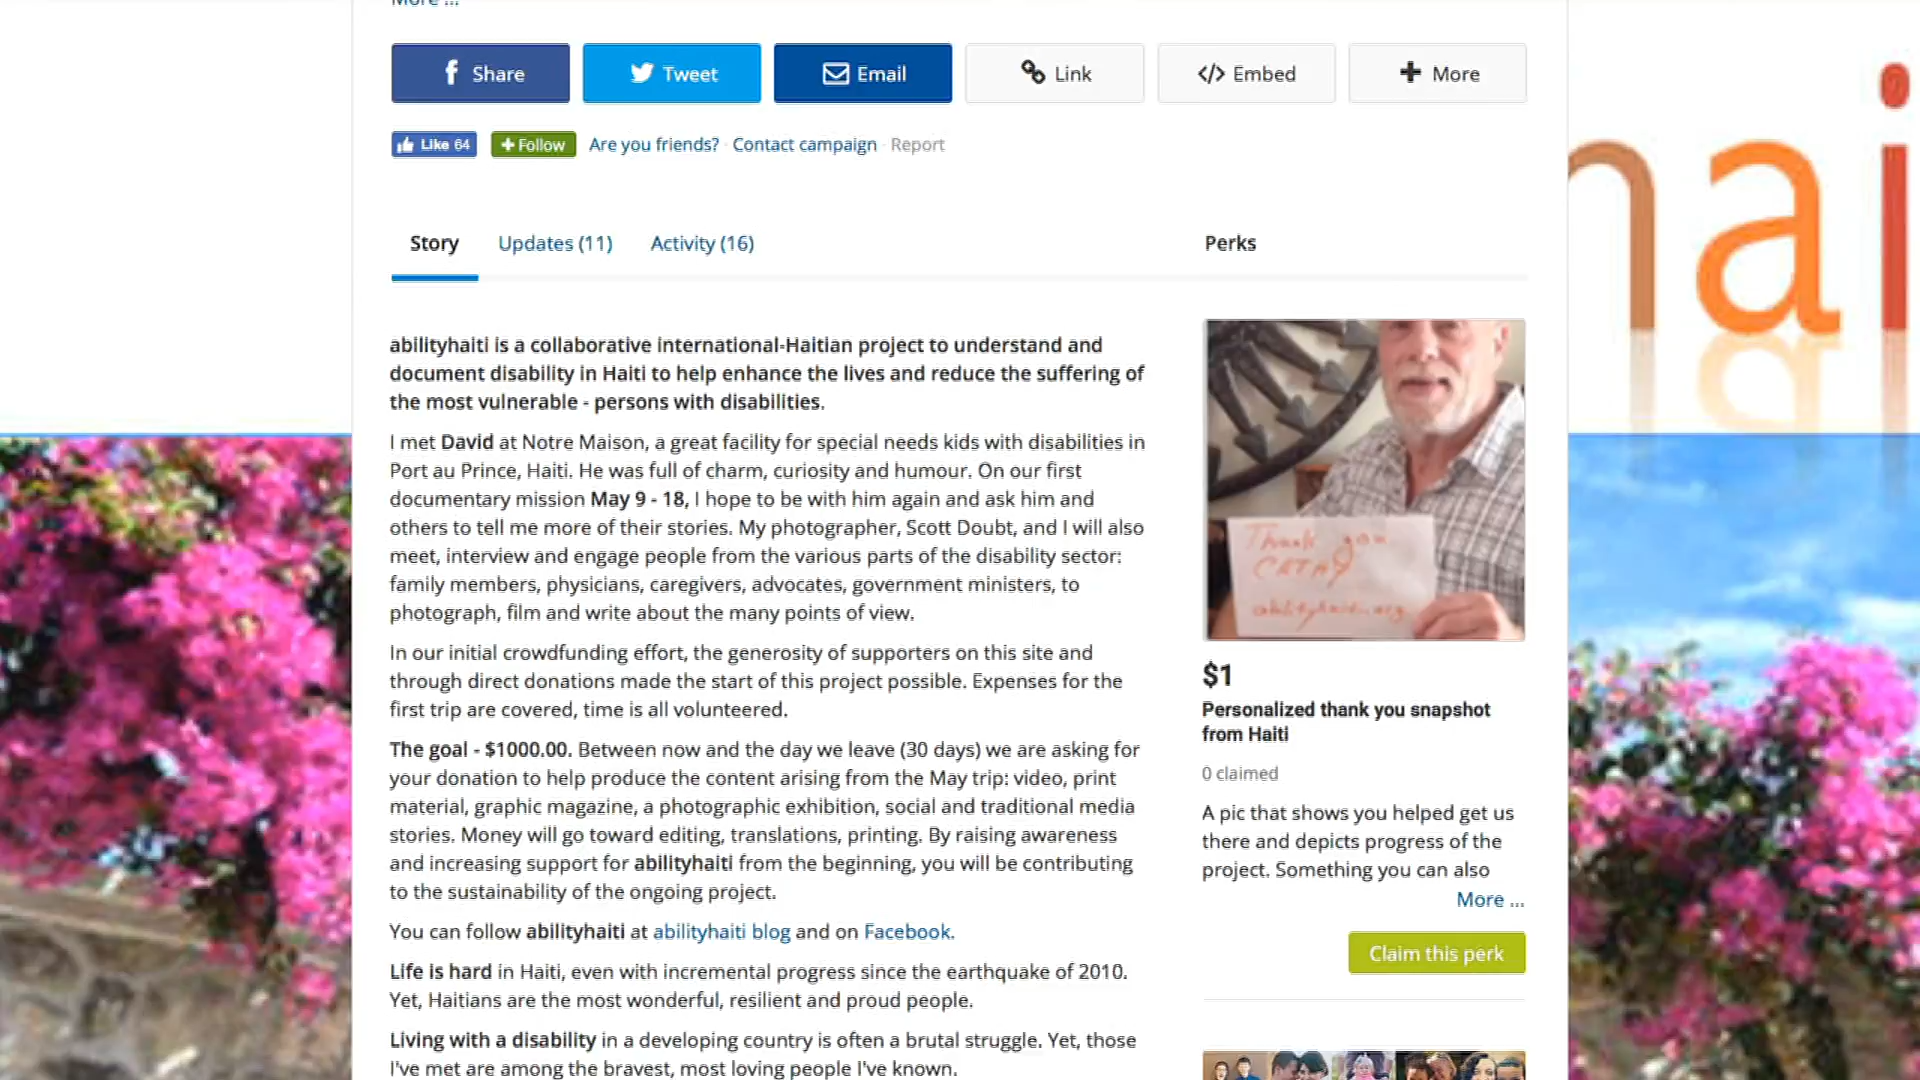 More ...
Share
Tweet
Email
Link
Embed
More
Like 64
Follow
Are you friends? · Contact campaign · Report
Story
Updates (11)
Activity (16)
Perks
abilityhaiti is a collaborative international-Haitian project to understand and
document disability in Haiti to help enhance the lives and reduce the suffering of
the most vulnerable - persons with disabilities.
I met David at Notre Maison, a great facility for special needs kids with disabilities in
Port au Prince, Haiti. He was full of charm, curiosity and humour. On our first
documentary mission May 9 - 18, I hope to be with him again and ask him and
others to tell me more of their stories. My photographer, Scott Doubt, and I will also
meet, interview and engage people from the various parts of the disability sector:
family members, physicians, caregivers, advocates, government ministers, to
photograph, film and write about the many points of view.
In our initial crowdfunding effort, the generosity of supporters on this site and
through direct donations made the start of this project possible. Expenses for the
first trip are covered, time is all volunteered.
The goal - $1000.00. Between now and the day we leave (30 days) we are asking for
your donation to help produce the content arising from the May trip: video, print
material, graphic magazine, a photographic exhibition, social and traditional media
stories. Money will go toward editing, translations, printing. By raising awareness
and increasing support for abilityhaiti from the beginning, you will be contributing
to the sustainability of the ongoing project.
You can follow abilityhaiti at abilityhaiti blog and on Facebook.
Life is hard in Haiti, even with incremental progress since the earthquake of 2010.
Yet, Haitians are the most wonderful, resilient and proud people.
Living with a disability in a developing country is often a brutal struggle. Yet, those
I've met are among the bravest, most loving people I've known.
Thank you
CATHY
abilityhaiti.org
$1
Personalized thank you snapshot
from Haiti
0 claimed
A pic that shows you helped get us
there and depicts progress of the
project. Something you can also
More ...
Claim this perk
hai